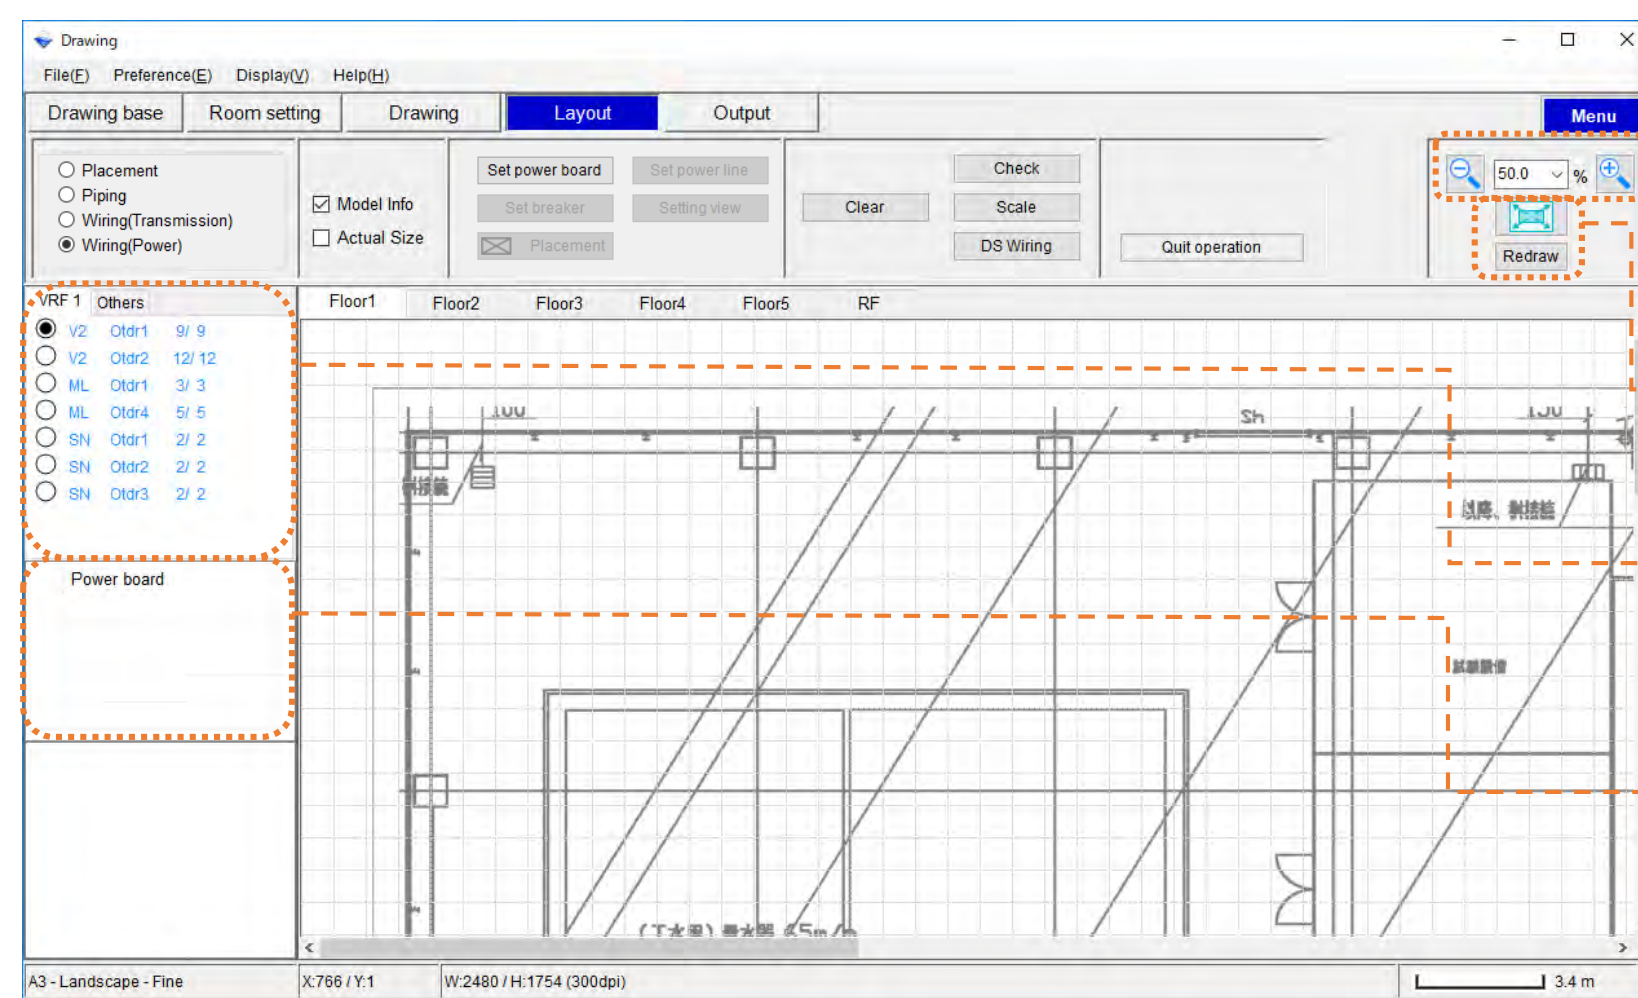 Drawing
File(F) Preference(E) Display(V) Help(H)
Drawing base Room setting Drawing Layout Output
Menu
Placement
Piping
Wiring(Transmission)
Wiring(Power)
Model Info
Actual Size
Set power board Set power line
Set breaker Setting view
Placement
Clear
Check
Scale
DS Wiring
Quit operation
50.0 %
Redraw
VRF 1 Others
V2 Otdr1 9/ 9
V2 Otdr2 12/ 12
ML Otdr1 3/ 3
ML Otdr4 5/ 5
SN Otdr1 2/ 2
SN Otdr2 2/ 2
SN Otdr3 2/ 2
Power board
Floor1 Floor2 Floor3 Floor4 Floor5 RF
A3 - Landscape - Fine
X:766 / Y:1
W:2480 / H:1754 (300dpi)
3.4 m